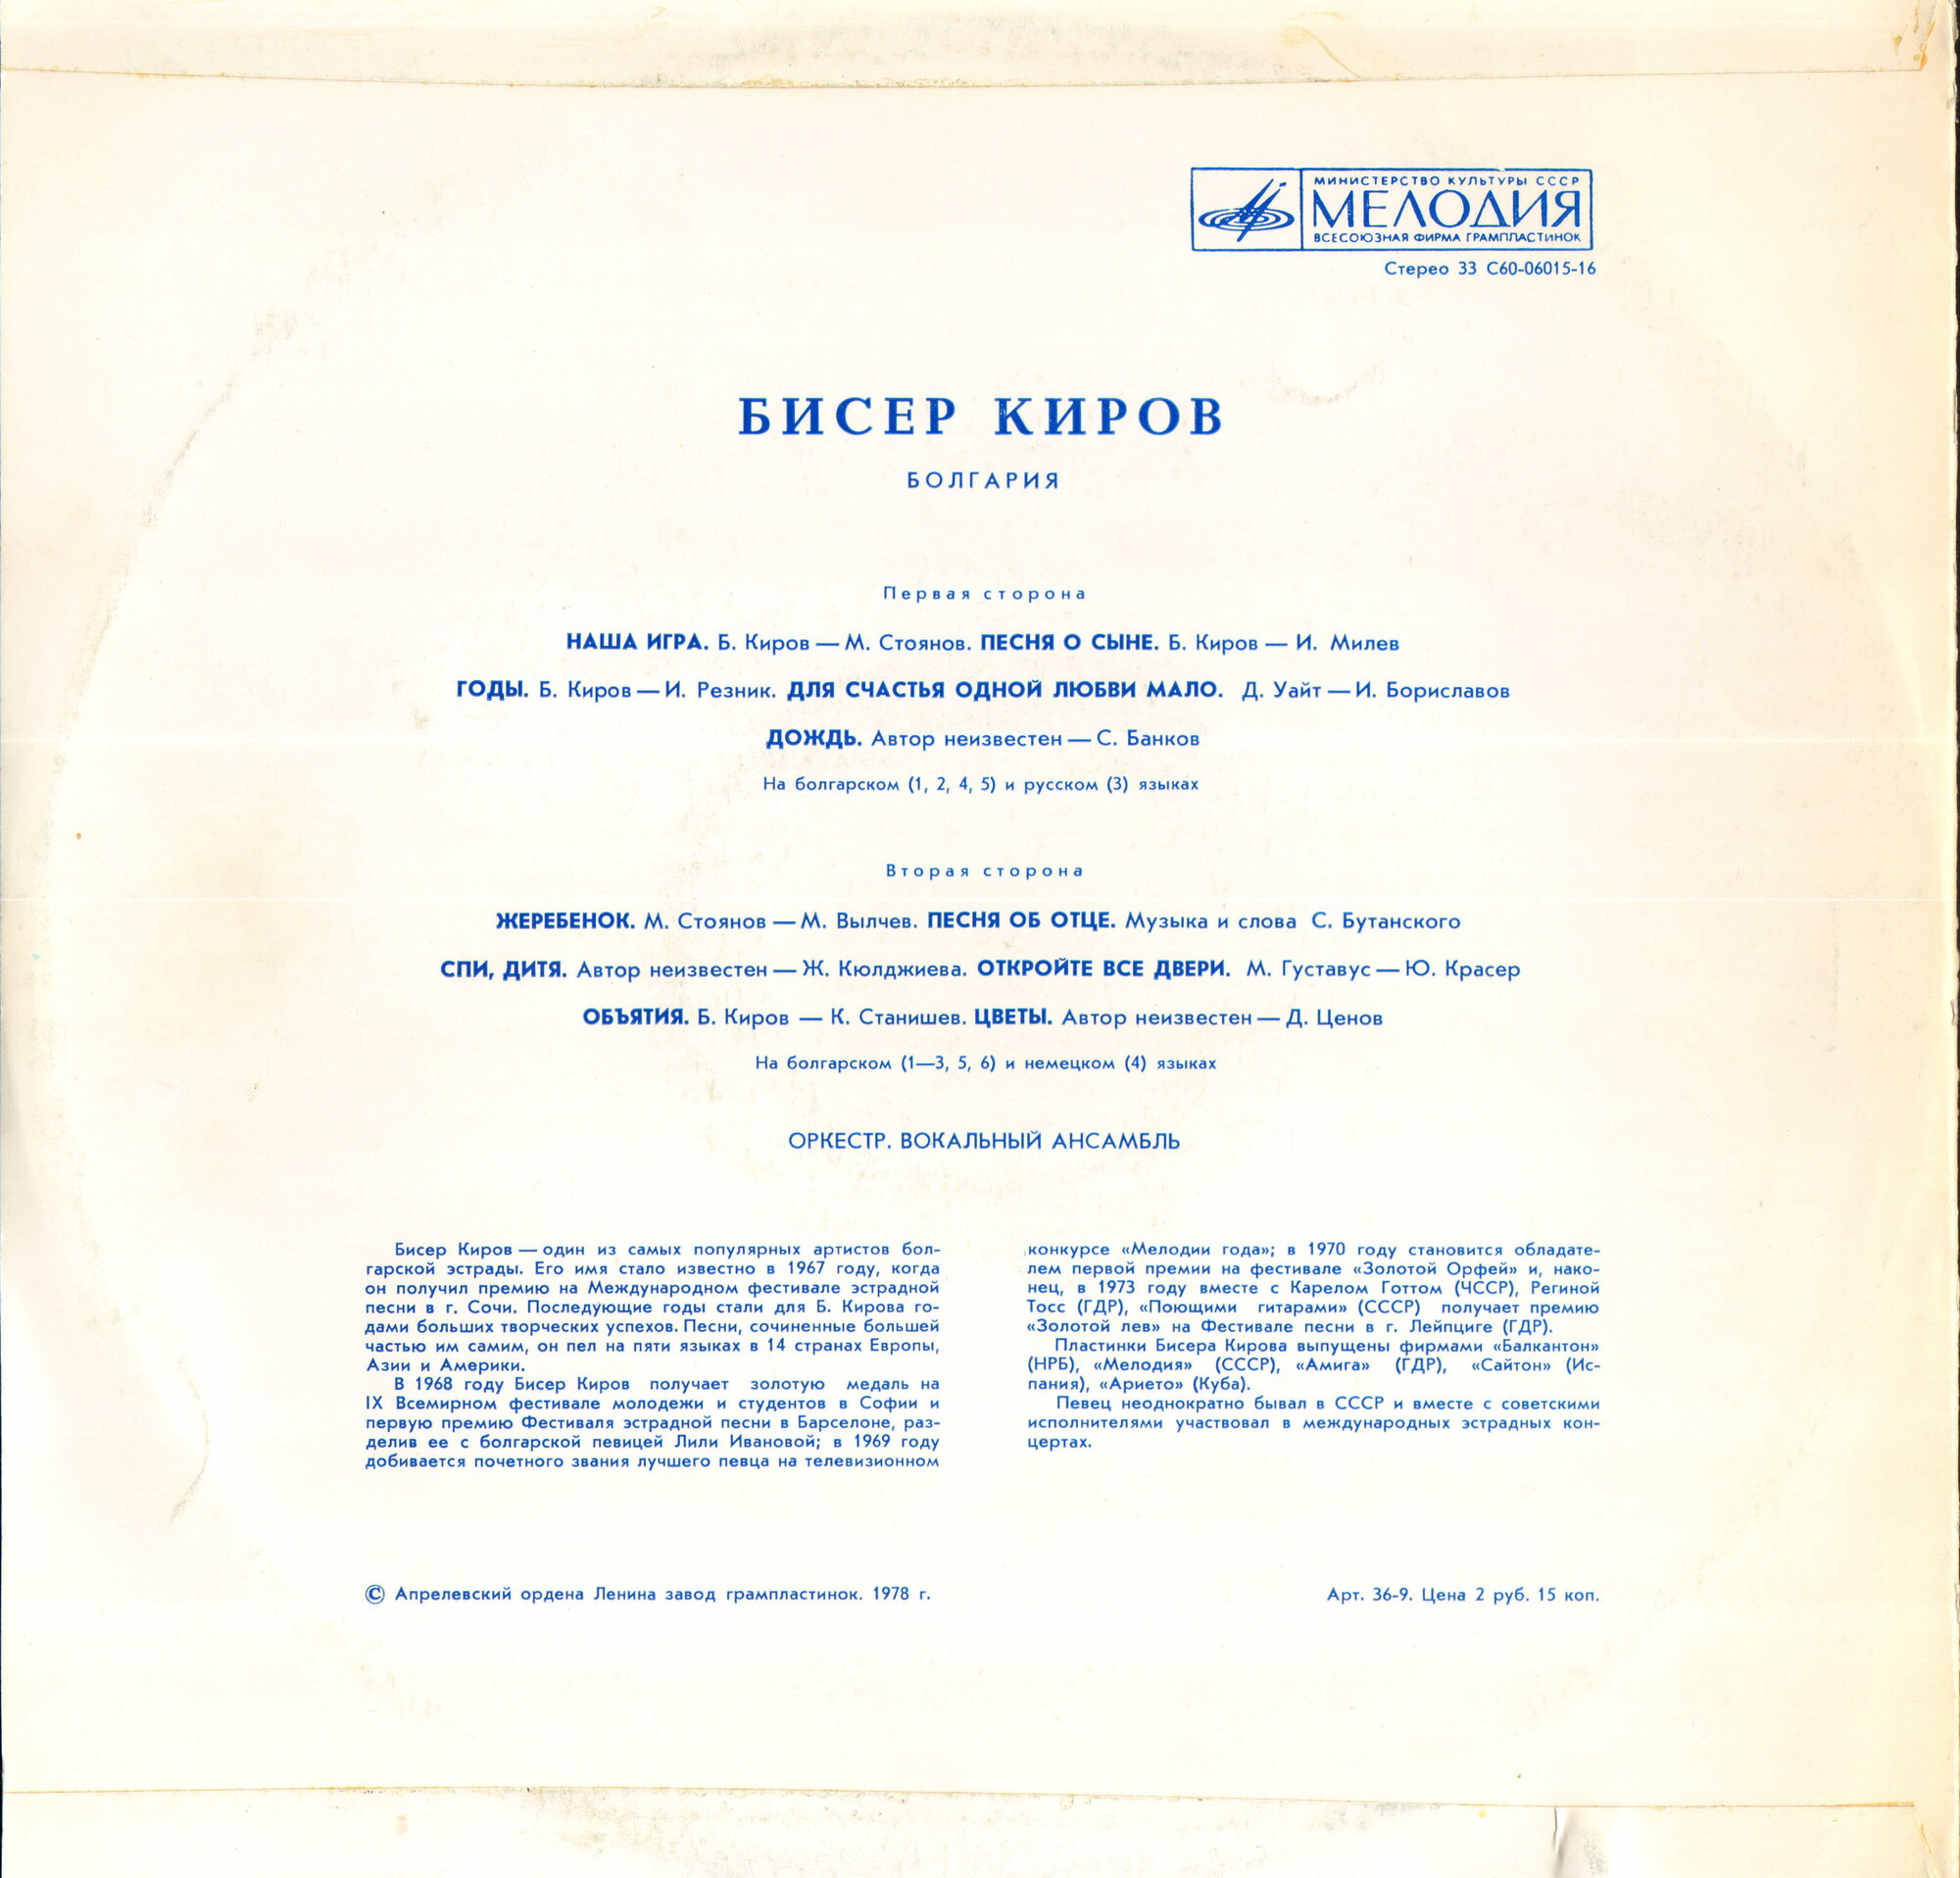 МИНИСТЕРСТВО КУЛЬТУРЫ СССР
МЕЛОДИЯ
ВСЕСОЮЗНАЯ ФИРМА ГРАМПЛАСТИНОК
Стерео 33 С60-06015-16
БИСЕР КИРОВ
БОЛГАРИЯ
Первая сторона
НАША ИГРА. Б. Киров — М. Стоянов. ПЕСНЯ О СЫНЕ. Б. Киров — И. Милев
ГОДЫ. Б. Киров — И. Резник. ДЛЯ СЧАСТЬЯ ОДНОЙ ЛЮБВИ МАЛО. Д. Уайт — И. Бориславов
ДОЖДЬ. Автор неизвестен — С. Банков
На болгарском (1, 2, 4, 5) и русском (3) языках
Вторая сторона
ЖЕРЕБЕНОК. М. Стоянов — М. Вылчев. ПЕСНЯ ОБ ОТЦЕ. Музыка и слова С. Бутанского
СПИ, ДИТЯ. Автор неизвестен — Ж. Кюлджиева. ОТКРОЙТЕ ВСЕ ДВЕРИ. М. Густавус — Ю. Красер
ОБЪЯТИЯ. Б. Киров — К. Станишев. ЦВЕТЫ. Автор неизвестен — Д. Ценов
На болгарском (1—3, 5, 6) и немецком (4) языках
ОРКЕСТР. ВОКАЛЬНЫЙ АНСАМБЛЬ
Бисер Киров — один из самых популярных артистов бол-
гарской эстрады. Его имя стало известно в 1967 году, когда
он получил премию на Международном фестивале эстрадной
песни в г. Сочи. Последующие годы стали для Б. Кирова го-
дами больших творческих успехов. Песни, сочиненные большей
частью им самим, он пел на пяти языках в 14 странах Европы,
Азии и Америки.
В 1968 году Бисер Киров получает золотую медаль на
IX Всемирном фестивале молодежи и студентов в Софии и
первую премию Фестиваля эстрадной песни в Барселоне, раз-
делив ее с болгарской певицей Лили Ивановой; в 1969 году
добивается почетного звания лучшего певца на телевизионном
конкурсе «Мелодии года»; в 1970 году становится обладате-
лем первой премии на фестивале «Золотой Орфей» и, нако-
нец, в 1973 году вместе с Карелом Готтом (ЧССР), Региной
Тосс (ГДР), «Поющими гитарами» (СССР) получает премию
«Золотой лев» на Фестивале песни в г. Лейпциге (ГДР).
Пластинки Бисера Кирова выпущены фирмами «Балкантон»
(НРБ), «Мелодия» (СССР), «Амига» (ГДР), «Сайтон» (Ис-
пания), «Арието» (Куба).
Певец неоднократно бывал в СССР и вместе с советскими
исполнителями участвовал в международных эстрадных кон-
цертах.
© Апрелевский ордена Ленина завод грампластинок. 1978 г.
Арт. 36-9. Цена 2 руб. 15 коп.